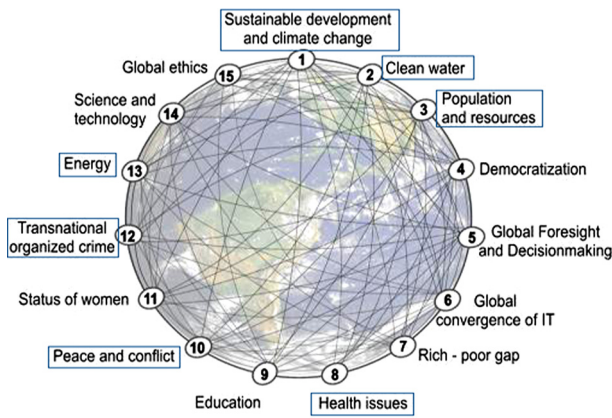 Sustainable development
and climate change
1
2
Clean water
3
Population
and resources
4
Democratization
5
Global Foresight
and Decisionmaking
6
Global
convergence of IT
7
Rich - poor gap
8
Health issues
9
Education
10
Peace and conflict
11
Status of women
12
Transnational
organized crime
13
Energy
14
Science and
technology
15
Global ethics